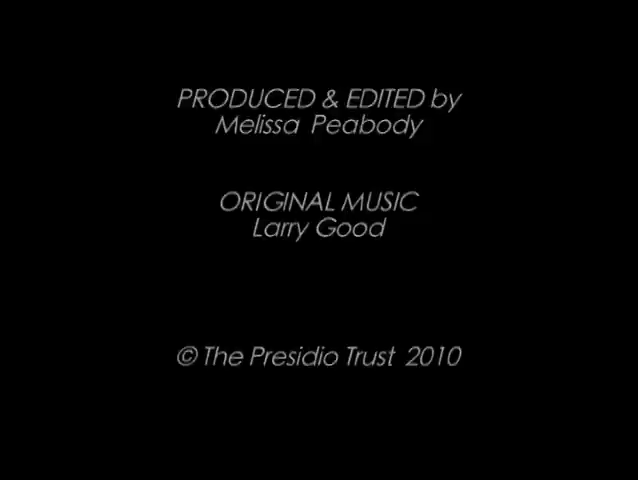 PRODUCED & EDITED by
Melissa Peabody
ORIGINAL MUSIC
Larry Good
© The Presidio Trust 2010